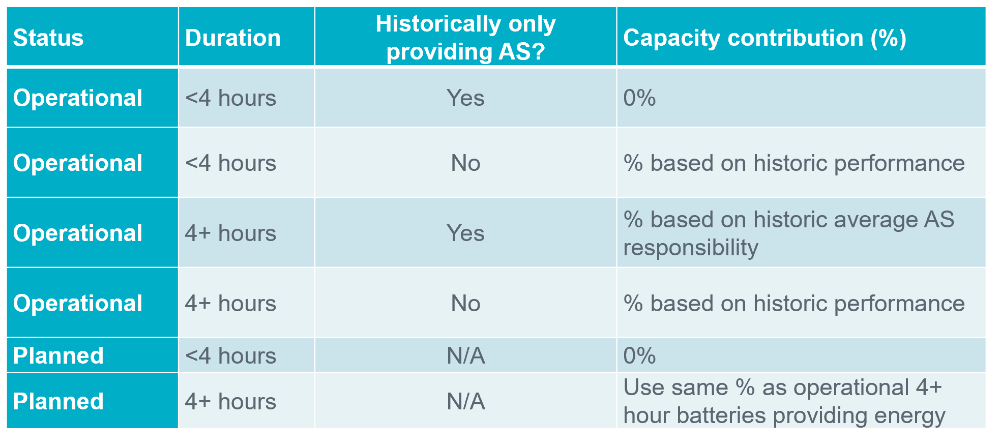 Status
Duration
Historically only
providing AS?
Capacity contribution (%)
Operational
<4 hours
Yes
0%
Operational
<4 hours
No
% based on historic performance
Operational
4+ hours
Yes
% based on historic average AS
responsibility
Operational
4+ hours
No
% based on historic performance
Planned
<4 hours
N/A
0%
Planned
4+ hours
N/A
Use same % as operational 4+
hour batteries providing energy